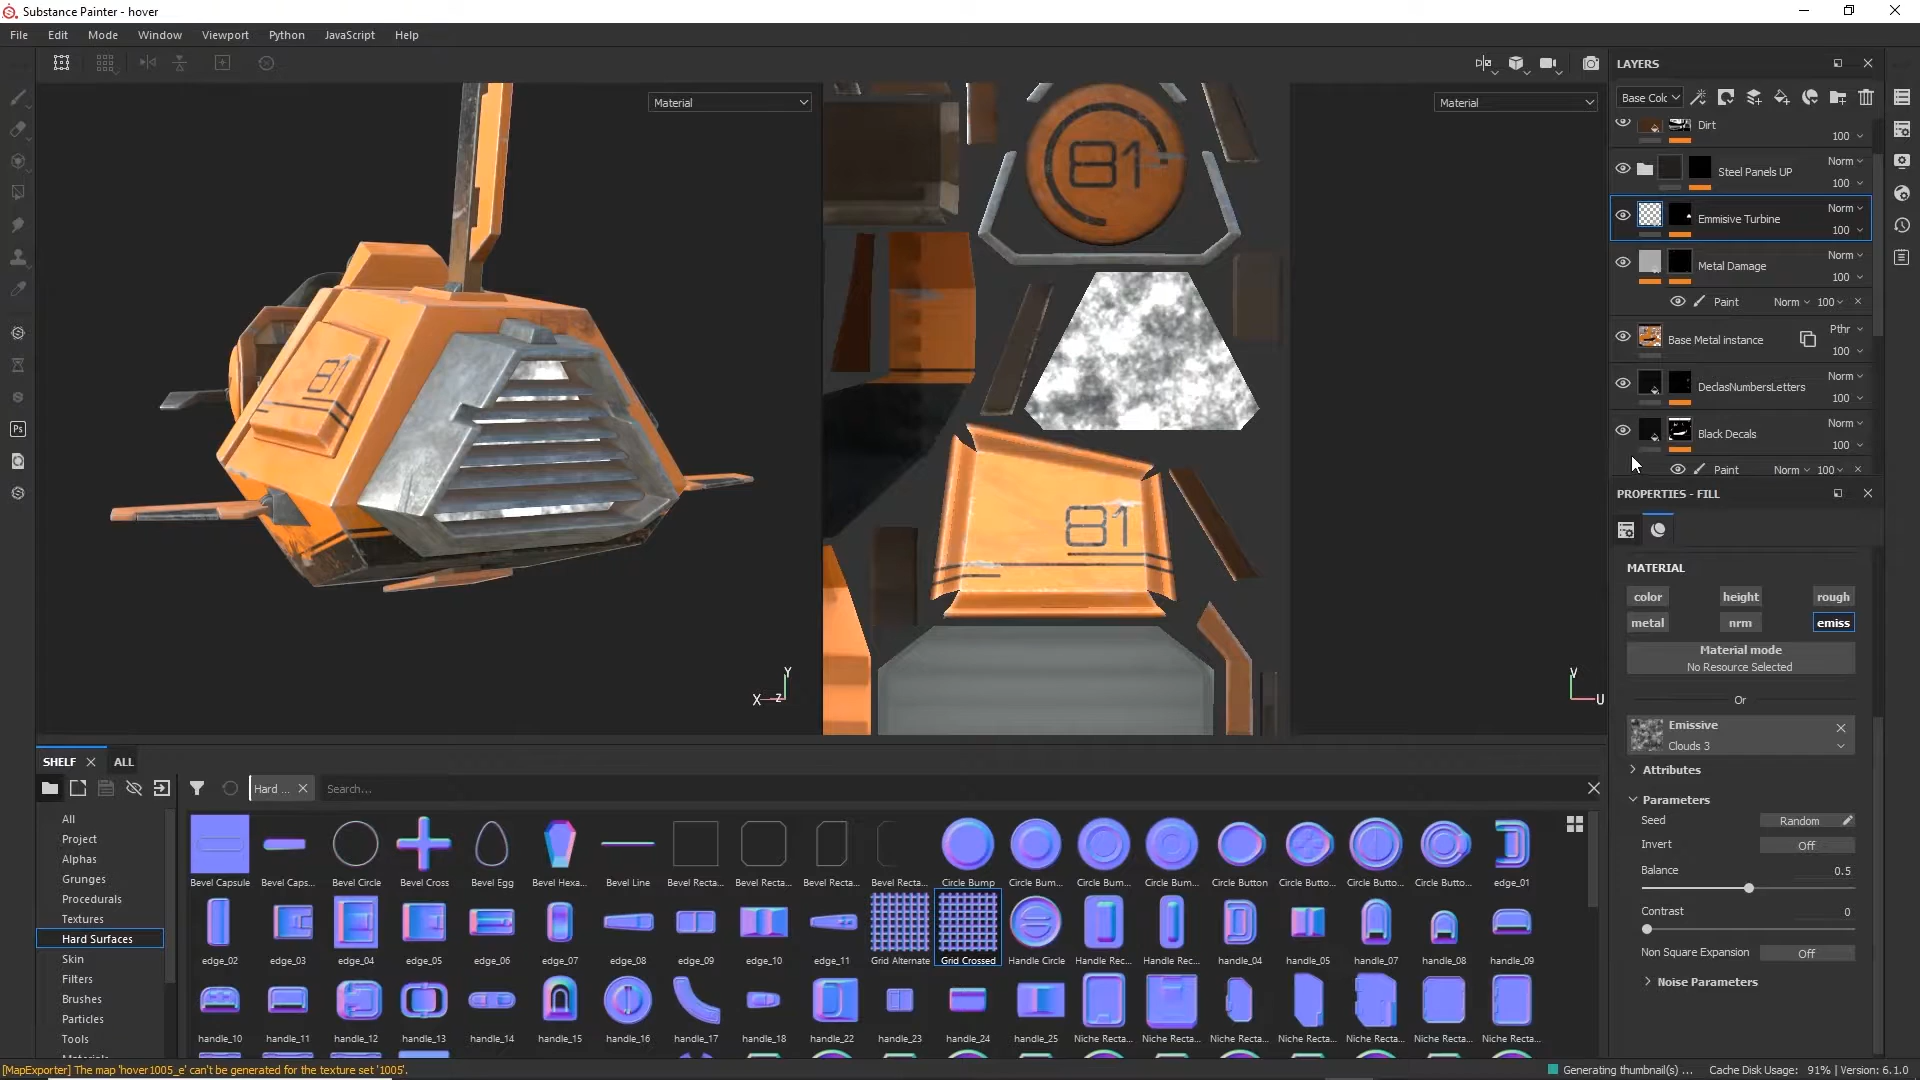 Substance Painter - hover
File Edit Mode Window Viewport Python JavaScript Help
Material
Material
81
81
81
X Z Y
V U
LAYERS
Base Colc
Dirt
100
Steel Panels UP
Norm
100
Emmisive Turbine
Norm
100
Metal Damage
Norm
100
Paint Norm 100
Base Metal instance
Pthr
100
DeclasNumbersLetters
Norm
100
Black Decals
Norm
100
Paint Norm 100
Ps
PROPERTIES - FILL
MATERIAL
color height rough
metal nrm emiss
Material mode
No Resource Selected
Or
Emissive
Clouds 3
Attributes
Parameters
Seed Random
Invert Off
Balance 0.5
Contrast 0
Non Square Expansion Off
Noise Parameters
SHELF ALL
Hard ... Search...
All
Project
Alphas
Grunges
Procedurals
Textures
Hard Surfaces
Skin
Filters
Brushes
Particles
Tools
Bevel Capsule Bevel Caps... Bevel Circle Bevel Cross Bevel Egg Bevel Hexa... Bevel Line Bevel Recta... Bevel Recta... Bevel Recta... Bevel Recta... Circle Bump Circle Bum... Circle Bum... Circle Bum... Circle Button Circle Butto... Circle Butto... Circle Butto... edge_01
edge_02 edge_03 edge_04 edge_05 edge_06 edge_07 edge_08 edge_09 edge_10 edge_11 Grid Alternate Grid Crossed Handle Circle Handle Rec... Handle Rec... handle_04 handle_05 handle_07 handle_08 handle_09
handle_10 handle_11 handle_12 handle_13 handle_14 handle_15 handle_16 handle_17 handle_18 handle_22 handle_23 handle_24 handle_25 Niche Recta... Niche Recta... Niche Recta... Niche Recta... Niche Recta... Niche Recta... Niche Recta...
[MapExporter] The map 'hover1005_e' can't be generated for the texture set '1005'.
Generating thumbnail(s) ... Cache Disk Usage: 91% | Version: 6.1.0